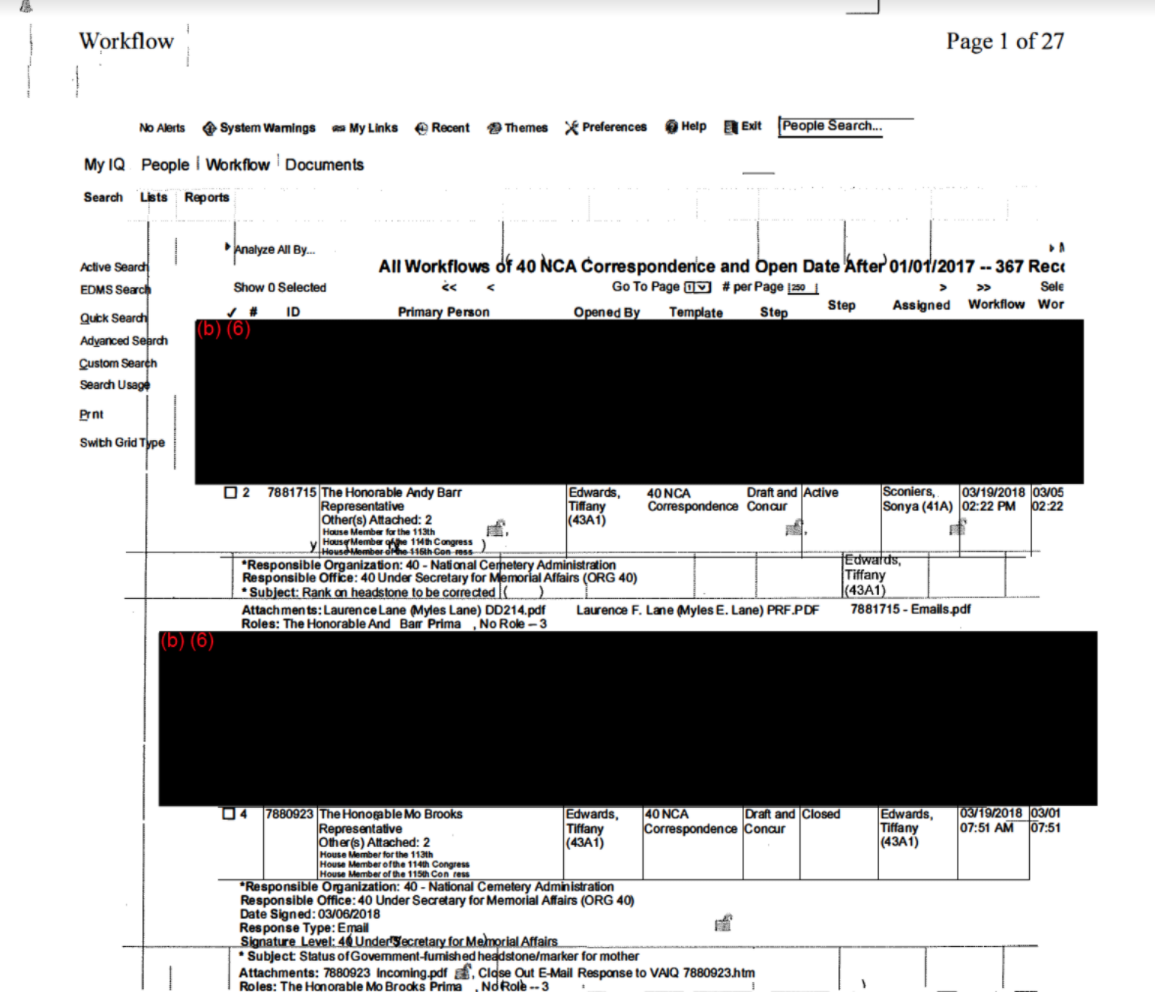 Workflow
Page 1 of 27
No Alerts System Warnings My Links Recent Themes Preferences Help Exit People Search...
My IQ People Workflow Documents
Search Lists Reports
Analyze All By...
Active Search
All Workflows of 40 NCA Correspondence and Open Date After 01/01/2017 -- 367 Reco
EDMS Search
Show 0 Selected << < Go To Page 1 # per Page 250 > >> Sele
Quick Search
✓ # ID Primary Person Opened By Template Step Step Assigned Workflow Wor
Advanced Search
Custom Search
Search Usage
Prnt
Switch Grid Type
(b) (6)
2 7881715 The Honorable Andy Barr Edwards, 40 NCA Draft and Active Sconiers, 03/19/2018 03/05
Representative Tiffany Correspondence Concur Sonya (41A) 02:22 PM 02:22
Other(s) Attached: 2 (43A1)
House Member for the 113th
House Member of the 114th Congress
House Member of the 115th Con ress
*Responsible Organization: 40 - National Cemetery Administration Edwards,
Responsible Office: 40 Under Secretary for Memorial Affairs (ORG 40) Tiffany
* Subject: Rank on headstone to be corrected ( ) (43A1)
Attachments: Laurence Lane (Myles Lane) DD214.pdf Laurence F. Lane (Myles E. Lane) PRF.PDF 7881715 - Emails.pdf
Roles: The Honorable And Barr Prima , No Role -- 3
(b) (6)
4 7880923 The Honorable Mo Brooks Edwards, 40 NCA Draft and Closed Edwards, 03/19/2018 03/01
Representative Tiffany Correspondence Concur Tiffany 07:51 AM 07:51
Other(s) Attached: 2 (43A1) (43A1)
House Member for the 113th
House Member of the 114th Congress
House Member of the 115th Con ress
*Responsible Organization: 40 - National Cemetery Administration
Responsible Office: 40 Under Secretary for Memorial Affairs (ORG 40)
Date Signed: 03/06/2018
Response Type: Email
Signature Level: 40 Under Secretary for Memorial Affairs
* Subject: Status of Government-furnished headstone/marker for mother
Attachments: 7880923 Incoming.pdf , Close Out E-Mail Response to VAIQ 7880923.htm
Roles: The Honorable Mo Brooks Prima , No Role -- 3